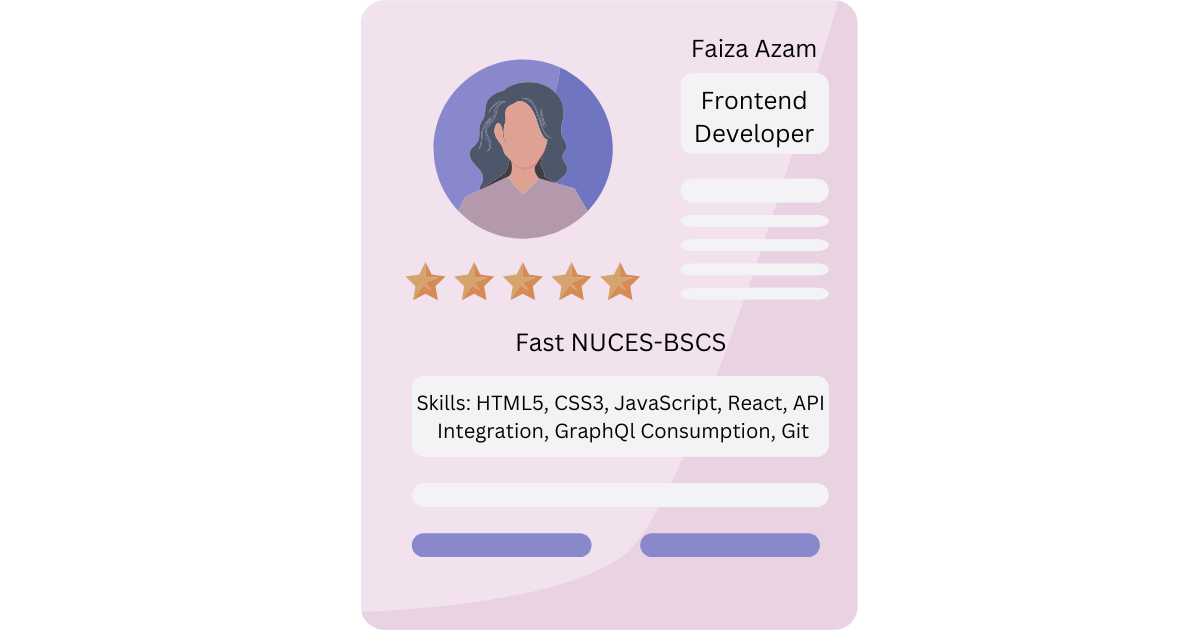 Faiza Azam
Frontend
Developer
Fast NUCES-BSCS
Skills: HTML5, CSS3, JavaScript, React, API
Integration, GraphQl Consumption, Git